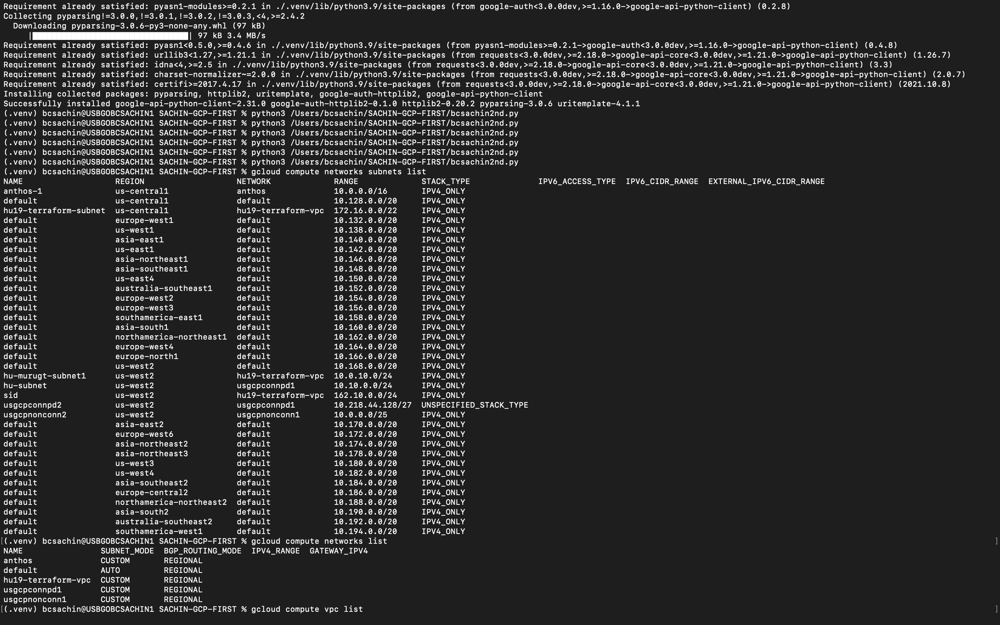 Requirement already satisfied: pyasn1-modules>=0.2.1 in ./.venv/lib/python3.9/site-packages (from google-auth<3.0.0dev,>=1.16.0->google-api-python-client) (0.2.8)
Collecting pyparsing!=3.0.0,!=3.0.1,!=3.0.2,!=3.0.3,<4,>=2.4.2
  Downloading pyparsing-3.0.6-py3-none-any.whl (97 kB)
     |████████████████████████████████| 97 kB 3.4 MB/s
Requirement already satisfied: pyasn1<0.5.0,>=0.4.6 in ./.venv/lib/python3.9/site-packages (from pyasn1-modules>=0.2.1->google-auth<3.0.0dev,>=1.16.0->google-api-python-client) (0.4.8)
Requirement already satisfied: urllib3<1.27,>=1.21.1 in ./.venv/lib/python3.9/site-packages (from requests<3.0.0dev,>=2.18.0->google-api-core<3.0.0dev,>=1.21.0->google-api-python-client) (1.26.7)
Requirement already satisfied: idna<4,>=2.5 in ./.venv/lib/python3.9/site-packages (from requests<3.0.0dev,>=2.18.0->google-api-core<3.0.0dev,>=1.21.0->google-api-python-client) (3.3)
Requirement already satisfied: charset-normalizer~=2.0.0 in ./.venv/lib/python3.9/site-packages (from requests<3.0.0dev,>=2.18.0->google-api-core<3.0.0dev,>=1.21.0->google-api-python-client) (2.0.7)
Requirement already satisfied: certifi>=2017.4.17 in ./.venv/lib/python3.9/site-packages (from requests<3.0.0dev,>=2.18.0->google-api-core<3.0.0dev,>=1.21.0->google-api-python-client) (2021.10.8)
Installing collected packages: pyparsing, httplib2, uritemplate, google-auth-httplib2, google-api-python-client
Successfully installed google-api-python-client-2.31.0 google-auth-httplib2-0.1.0 httplib2-0.20.2 pyparsing-3.0.6 uritemplate-4.1.1
(.venv) bcsachin@USBGOBCSACHIN1 SACHIN-GCP-FIRST % python3 /Users/bcsachin/SACHIN-GCP-FIRST/bcsachin2nd.py
(.venv) bcsachin@USBGOBCSACHIN1 SACHIN-GCP-FIRST % python3 /Users/bcsachin/SACHIN-GCP-FIRST/bcsachin2nd.py
(.venv) bcsachin@USBGOBCSACHIN1 SACHIN-GCP-FIRST % python3 /Users/bcsachin/SACHIN-GCP-FIRST/bcsachin2nd.py
(.venv) bcsachin@USBGOBCSACHIN1 SACHIN-GCP-FIRST % python3 /Users/bcsachin/SACHIN-GCP-FIRST/bcsachin2nd.py
(.venv) bcsachin@USBGOBCSACHIN1 SACHIN-GCP-FIRST % python3 /Users/bcsachin/SACHIN-GCP-FIRST/bcsachin2nd.py
(.venv) bcsachin@USBGOBCSACHIN1 SACHIN-GCP-FIRST % python3 /Users/bcsachin/SACHIN-GCP-FIRST/bcsachin2nd.py
(.venv) bcsachin@USBGOBCSACHIN1 SACHIN-GCP-FIRST % gcloud compute networks subnets list
NAME                   REGION                   NETWORK             RANGE             STACK_TYPE              IPV6_ACCESS_TYPE  IPV6_CIDR_RANGE  EXTERNAL_IPV6_CIDR_RANGE
anthos-1               us-central1              anthos              10.0.0.0/16       IPV4_ONLY
default                us-central1              default             10.128.0.0/20     IPV4_ONLY
hu19-terraform-subnet  us-central1              hu19-terraform-vpc  172.16.0.0/22     IPV4_ONLY
default                europe-west1             default             10.132.0.0/20     IPV4_ONLY
default                us-west1                 default             10.138.0.0/20     IPV4_ONLY
default                asia-east1               default             10.140.0.0/20     IPV4_ONLY
default                us-east1                 default             10.142.0.0/20     IPV4_ONLY
default                asia-northeast1          default             10.146.0.0/20     IPV4_ONLY
default                asia-southeast1          default             10.148.0.0/20     IPV4_ONLY
default                us-east4                 default             10.150.0.0/20     IPV4_ONLY
default                australia-southeast1     default             10.152.0.0/20     IPV4_ONLY
default                europe-west2             default             10.154.0.0/20     IPV4_ONLY
default                europe-west3             default             10.156.0.0/20     IPV4_ONLY
default                southamerica-east1       default             10.158.0.0/20     IPV4_ONLY
default                asia-south1              default             10.160.0.0/20     IPV4_ONLY
default                northamerica-northeast1  default             10.162.0.0/20     IPV4_ONLY
default                europe-west4             default             10.164.0.0/20     IPV4_ONLY
default                europe-north1            default             10.166.0.0/20     IPV4_ONLY
default                us-west2                 default             10.168.0.0/20     IPV4_ONLY
hu-murugt-subnet1      us-west2                 hu19-terraform-vpc  10.0.10.0/24      IPV4_ONLY
hu-subnet              us-west2                 usgcpconnpd1        10.10.0.0/24      IPV4_ONLY
sid                    us-west2                 hu19-terraform-vpc  162.10.0.0/24     IPV4_ONLY
usgcpconnpd2           us-west2                 usgcpconnpd1        10.218.44.128/27  UNSPECIFIED_STACK_TYPE
usgcpnonconn2          us-west2                 usgcpnonconn1       10.0.0.0/25       IPV4_ONLY
default                asia-east2               default             10.170.0.0/20     IPV4_ONLY
default                europe-west6             default             10.172.0.0/20     IPV4_ONLY
default                asia-northeast2          default             10.174.0.0/20     IPV4_ONLY
default                asia-northeast3          default             10.178.0.0/20     IPV4_ONLY
default                us-west3                 default             10.180.0.0/20     IPV4_ONLY
default                us-west4                 default             10.182.0.0/20     IPV4_ONLY
default                asia-southeast2          default             10.184.0.0/20     IPV4_ONLY
default                europe-central2          default             10.186.0.0/20     IPV4_ONLY
default                northamerica-northeast2  default             10.188.0.0/20     IPV4_ONLY
default                asia-south2              default             10.190.0.0/20     IPV4_ONLY
default                australia-southeast2     default             10.192.0.0/20     IPV4_ONLY
default                southamerica-west1       default             10.194.0.0/20     IPV4_ONLY
[(.venv) bcsachin@USBGOBCSACHIN1 SACHIN-GCP-FIRST % gcloud compute networks list ]
NAME                SUBNET_MODE  BGP_ROUTING_MODE  IPV4_RANGE  GATEWAY_IPV4
anthos              CUSTOM       REGIONAL
default             AUTO         REGIONAL
hu19-terraform-vpc  CUSTOM       REGIONAL
usgcpconnpd1        CUSTOM       REGIONAL
usgcpnonconn1       CUSTOM       REGIONAL
[(.venv) bcsachin@USBGOBCSACHIN1 SACHIN-GCP-FIRST % gcloud compute vpc list ]